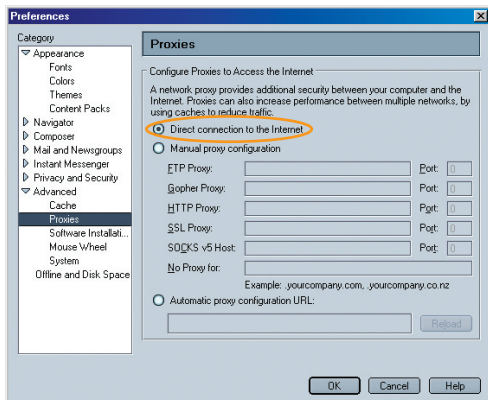 Preferences
Category
Appearance
Fonts
Colors
Themes
Content Packs
Navigator
Composer
Mail and Newsgroups
Instant Messenger
Privacy and Security
Advanced
Cache
Proxies
Software Installati...
Mouse Wheel
System
Offline and Disk Space
Proxies
Configure Proxies to Access the Internet
A network proxy provides additional security between your computer and the
Internet. Proxies can also increase performance between multiple networks, by
using caches to reduce traffic.
Direct connection to the Internet
Manual proxy configuration
FTP Proxy: Port: 0
Gopher Proxy: Port: 0
HTTP Proxy: Port: 0
SSL Proxy: Port: 0
SOCKS v5 Host: Port: 0
No Proxy for:
Example: .yourcompany.com, .yourcompany.co.nz
Automatic proxy configuration URL:
Reload
OK Cancel Help